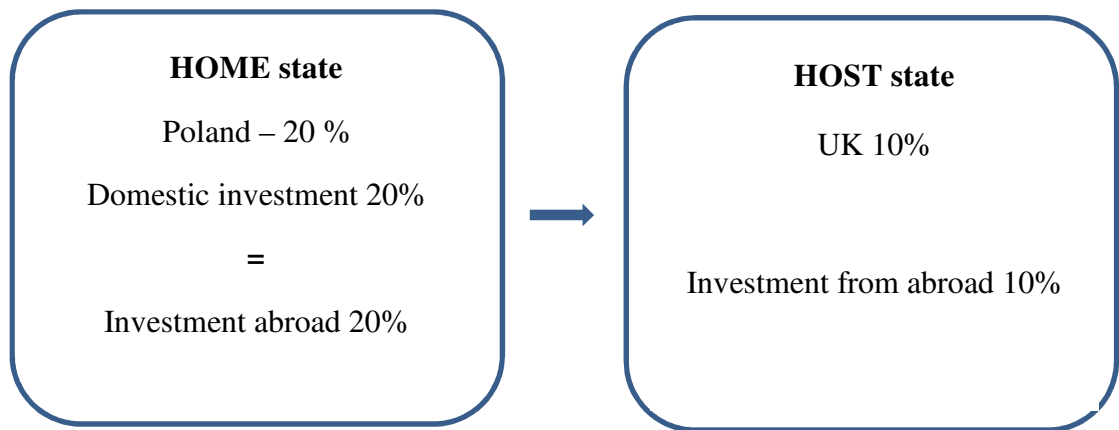 HOME state
Poland – 20 %
Domestic investment 20%
=
Investment abroad 20%
HOST state
UK 10%
Investment from abroad 10%